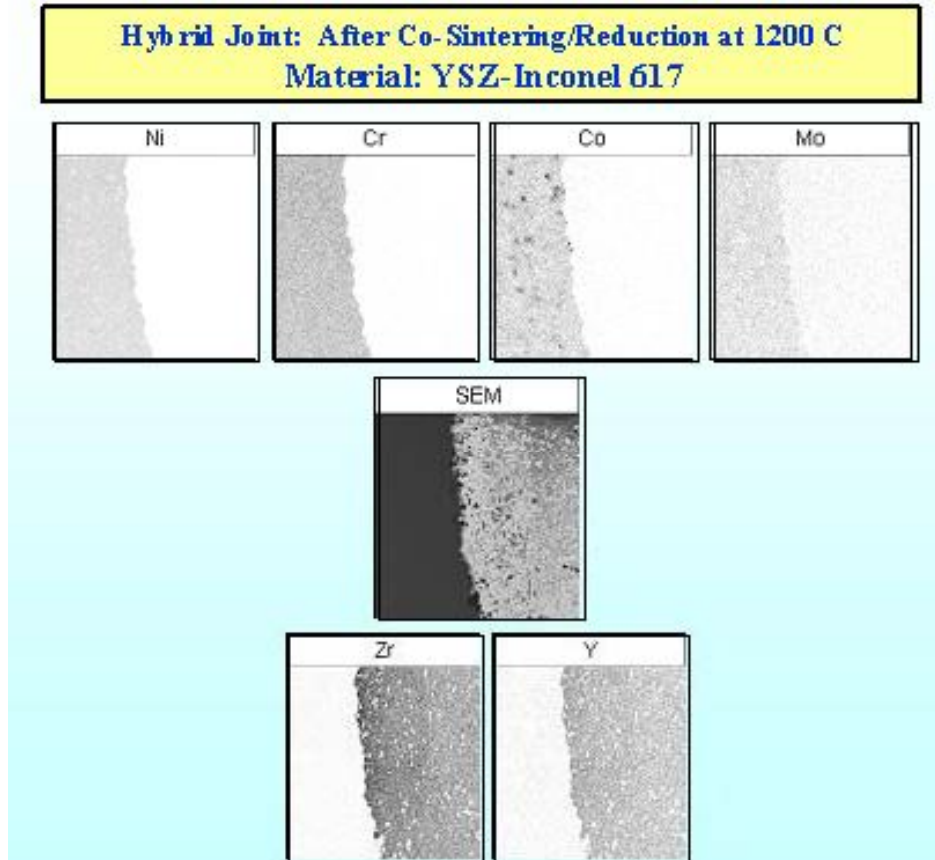 Hybrid Joint: After Co-Sintering/Reduction at 1200 C
Material: YSZ-Inconel 617
Ni
Cr
Co
Mo
SEM
Zr
Y